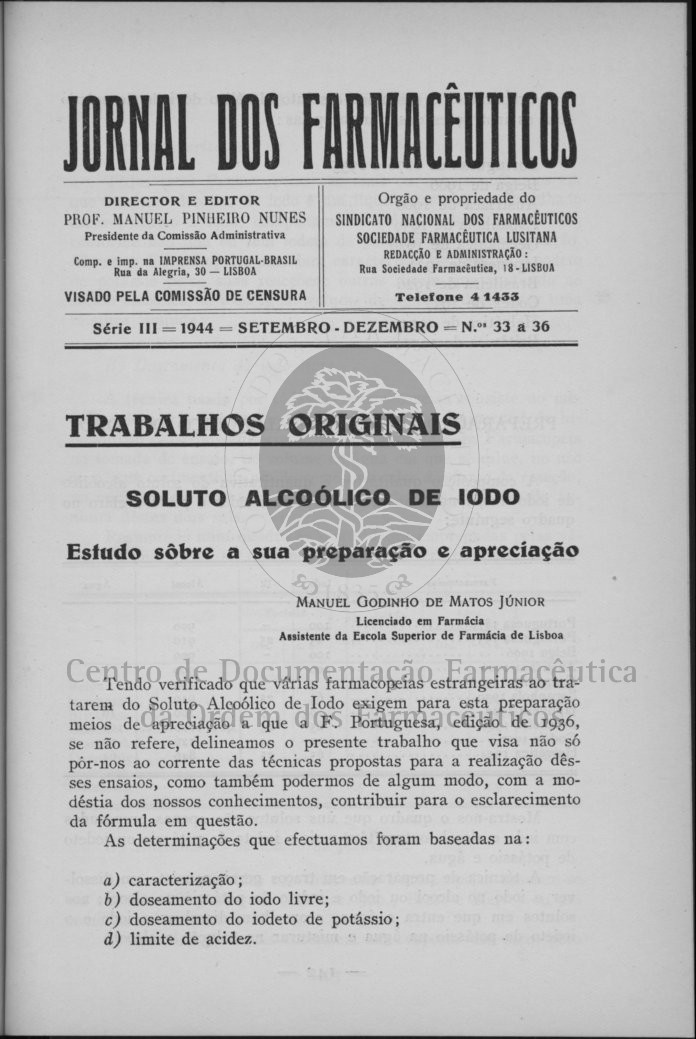 JORNAL DOS FARMACÊUTICOS
DIRECTOR E EDITOR
PROF. MANUEL PINHEIRO NUNES
Presidente da Comissão Administrativa
Comp. e imp. na IMPRENSA PORTUGAL-BRASIL
Rua da Alegria, 30 — LISBOA
VISADO PELA COMISSÃO DE CENSURA
Orgão e propriedade do
SINDICATO NACIONAL DOS FARMACÊUTICOS
SOCIEDADE FARMACÊUTICA LUSITANA
REDACÇÃO E ADMINISTRAÇÃO:
Rua Sociedade Farmacêutica, 18-LISBOA
Telefone 4 1433
Série III = 1944 = SETEMBRO - DEZEMBRO = N.os 33 a 36
TRABALHOS ORIGINAIS
SOLUTO ALCOÓLICO DE IODO
Estudo sôbre a sua preparação e apreciação
MANUEL GODINHO DE MATOS JÚNIOR
Licenciado em Farmácia
Assistente da Escola Superior de Farmácia de Lisboa
Centro de Documentação Farmacêutica
da Ordem dos Farmacêuticos
Tendo verificado que várias farmacopeias estrangeiras ao tra-
tarem do Soluto Alcoólico de Iodo exigem para esta preparação
meios de apreciação a que a F. Portuguesa, edição de 1936,
se não refere, delineamos o presente trabalho que visa não só
pôr-nos ao corrente das técnicas propostas para a realização dês-
ses ensaios, como também podermos de algum modo, com a mo-
déstia dos nossos conhecimentos, contribuir para o esclarecimento
da fórmula em questão.
As determinações que efectuamos foram baseadas na:
a) caracterização;
b) doseamento do iodo livre;
c) doseamento do iodeto de potássio;
d) limite de acidez.